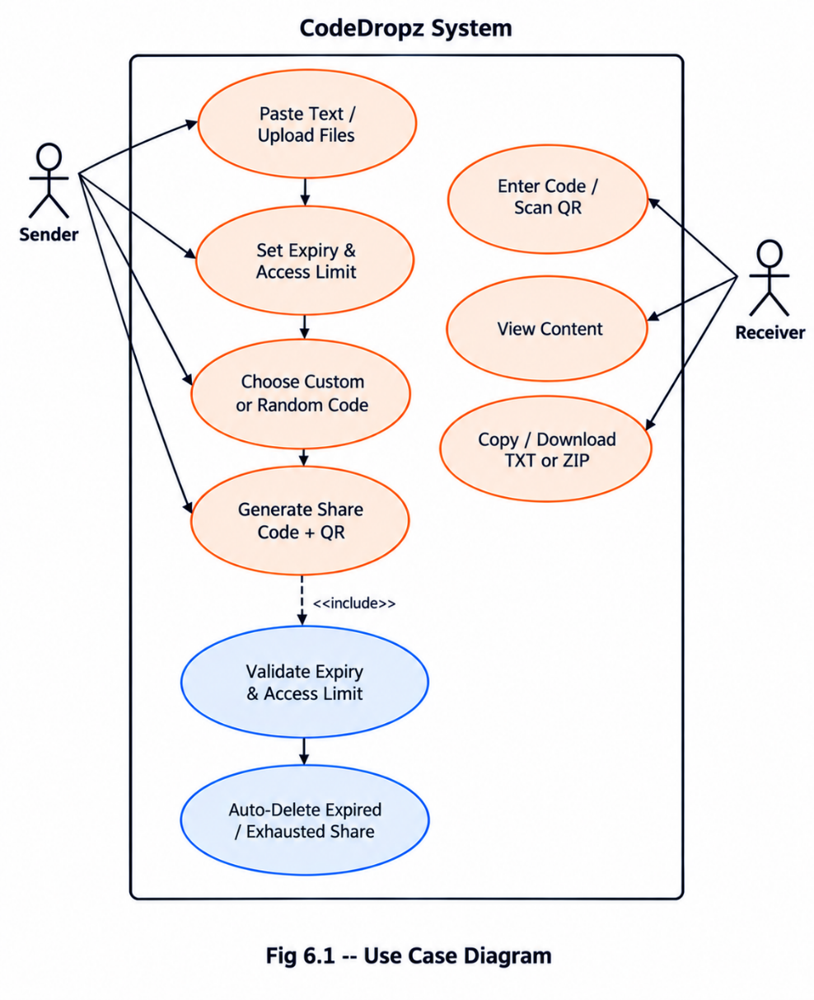 CodeDropz System
Paste Text /
Upload Files
Sender
Set Expiry &
Access Limit
Choose Custom
or Random Code
Generate Share
Code + QR
<<include>>
Validate Expiry
& Access Limit
Auto-Delete Expired
/ Exhausted Share
Enter Code /
Scan QR
View Content
Copy / Download
TXT or ZIP
Receiver
Fig 6.1 -- Use Case Diagram